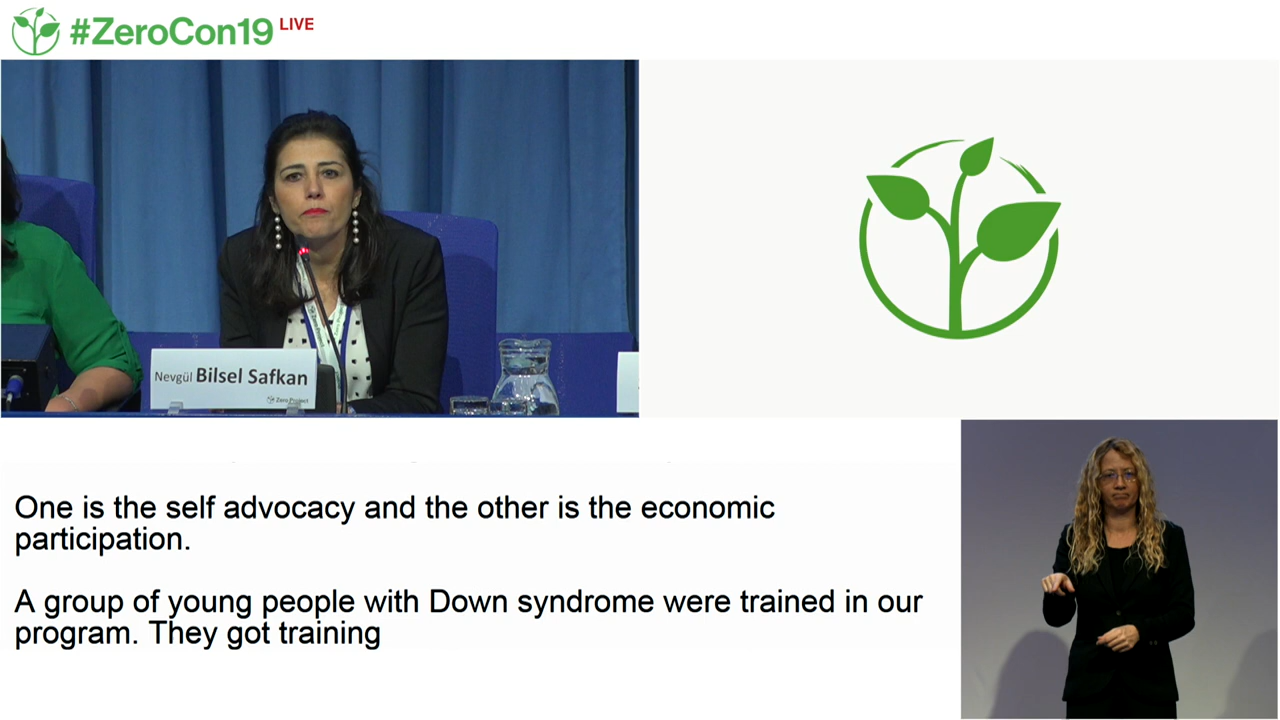 #ZeroCon19 LIVE
Nevgül Bilsel Safkan
Zero Project
One is the self advocacy and the other is the economic
participation.
A group of young people with Down syndrome were trained in our
program. They got training